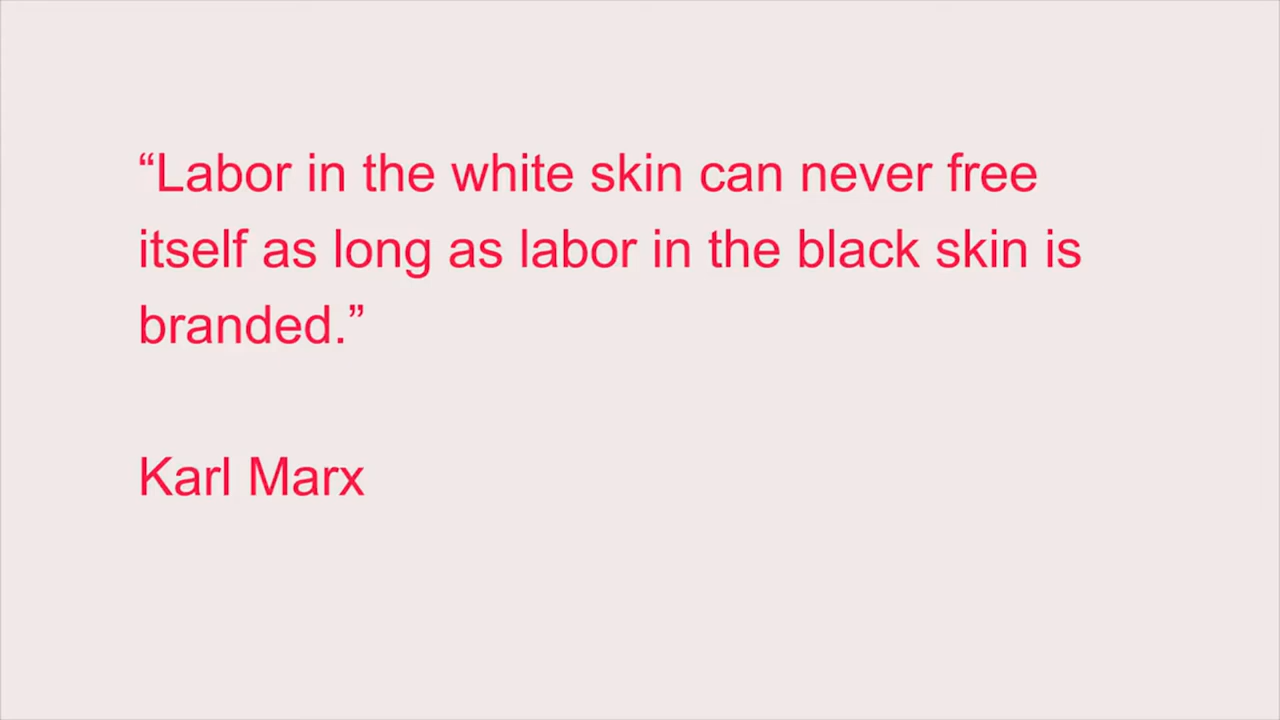 “Labor in the white skin can never free
itself as long as labor in the black skin is
branded.”
Karl Marx